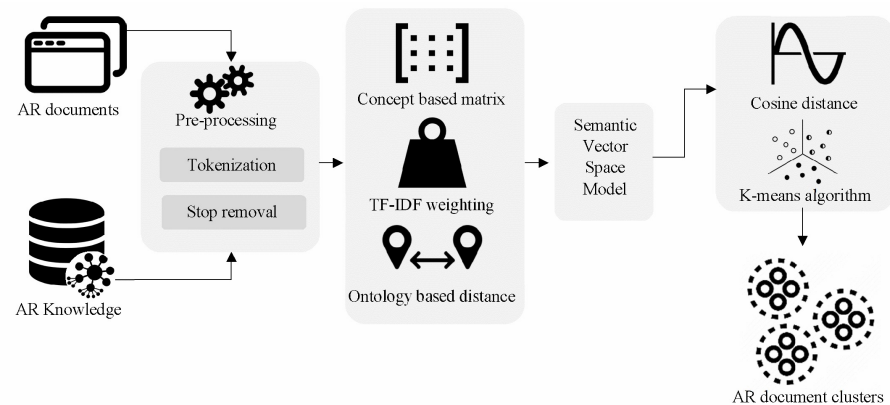 AR documents
Pre-processing
Tokenization
Stop removal
AR Knowledge
Concept based matrix
TF-IDF weighting
Ontology based distance
Semantic
Vector
Space
Model
Cosine distance
K-means algorithm
AR document clusters